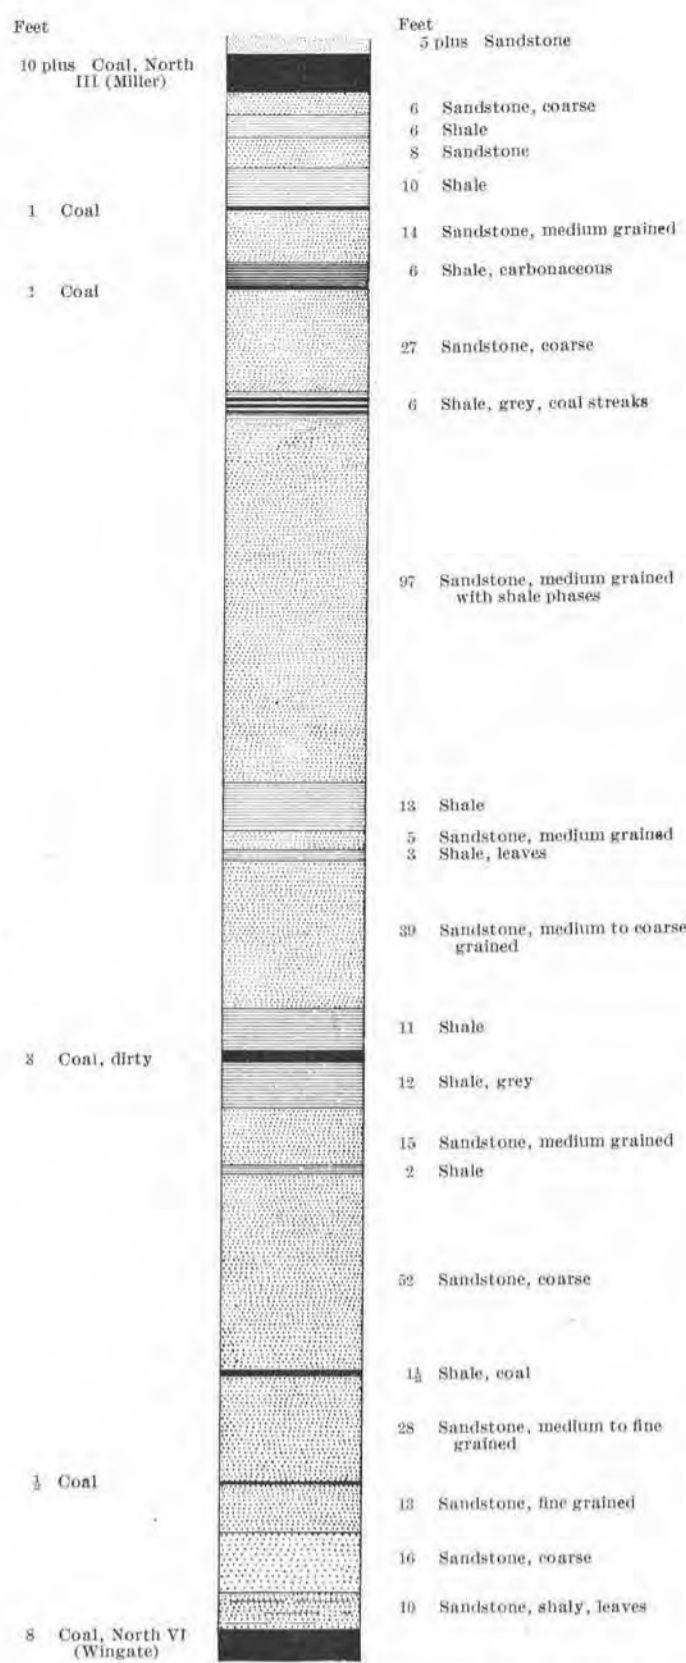 Feet
Feet
5 plus Sandstone
10 plus Coal, North
III (Miller)
6 Sandstone, coarse
6 Shale
8 Sandstone
10 Shale
1 Coal
14 Sandstone, medium grained
6 Shale, carbonaceous
Coal
27 Sandstone, coarse
6 Shale, grey, coal streaks
97 Sandstone, medium grained
with shale phases
13 Shale
5 Sandstone, medium grained
3 Shale, leaves
39 Sandstone, medium to coarse
grained
11 Shale
3 Coal, dirty
12 Shale, grey
15 Sandstone, medium grained
2 Shale
52 Sandstone, coarse
1½ Shale, coal
28 Sandstone, medium to fine
grained
½ Coal
13 Sandstone, fine grained
16 Sandstone, coarse
10 Sandstone, shaly, leaves
8 Coal, North VI
(Wingate)